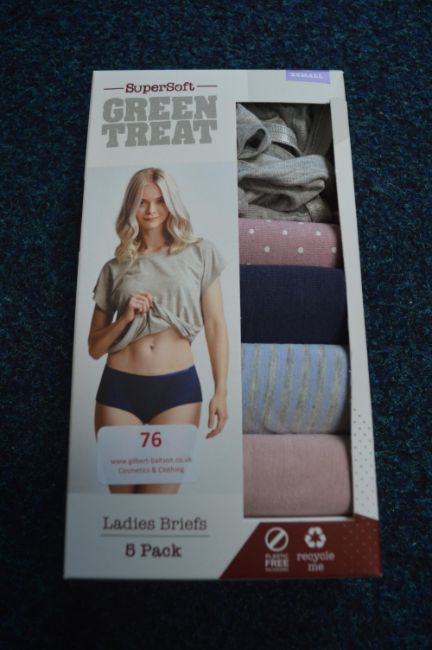 SuperSoft
GREEN
TREAT
XSMALL
76
www.gilbert-baitson.co.uk
Cosmetics & Clothing
Ladies Briefs
5 Pack
PLASTIC
FREE
PACKAGING
recycle
me